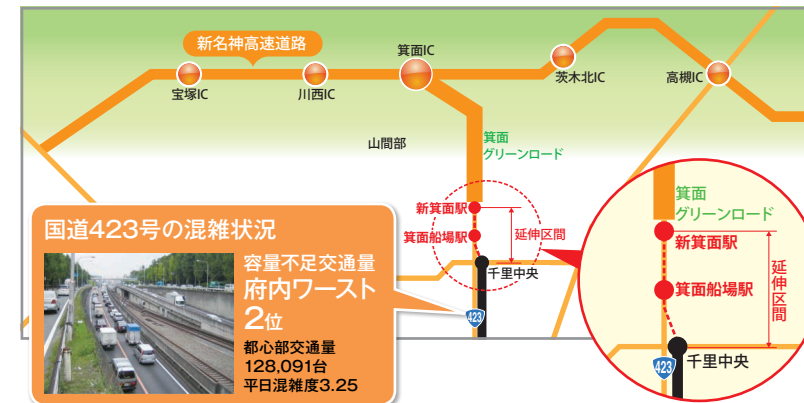 新名神高速道路
箕面IC
宝塚IC
川西IC
茨木北IC
高槻IC
山間部
箕面
グリーンロード
新箕面駅
箕面船場駅
延伸区間
千里中央
423
国道423号の混雑状況
容量不足交通量
府内ワースト
2位
都心部交通量
128,091台
平日混雑度3.25
箕面
グリーンロード
新箕面駅
箕面船場駅
延伸区間
千里中央
423